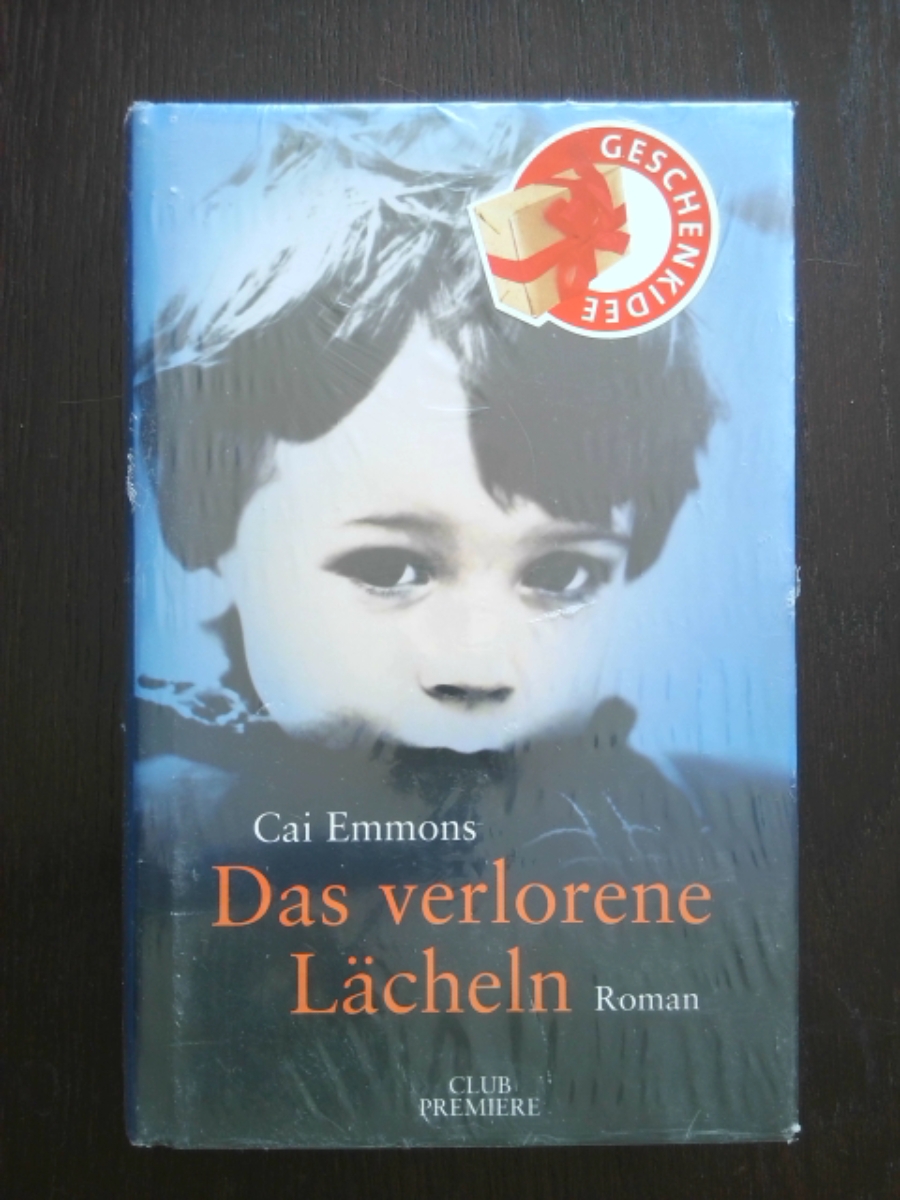 GESCHENKIDEE
Cai Emmons
Das verlorene
Lächeln Roman
CLUB
PREMIERE